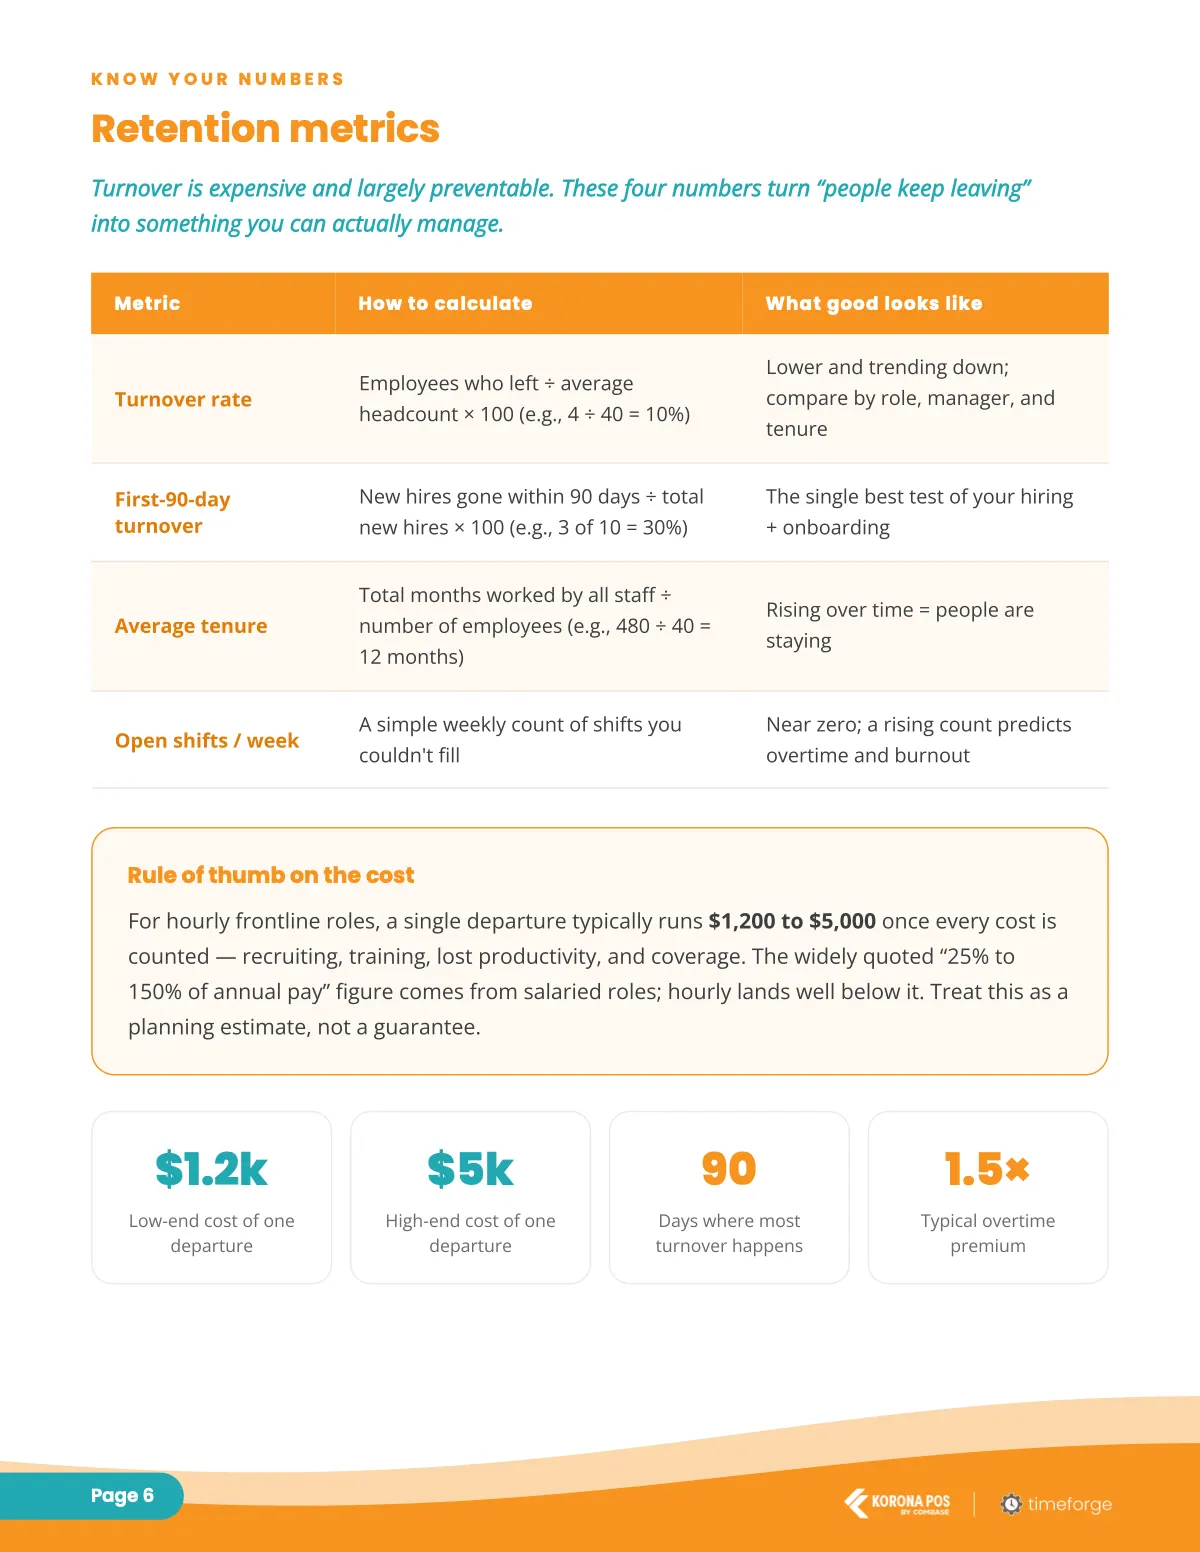 KNOW YOUR NUMBERS
Retention metrics
Turnover is expensive and largely preventable. These four numbers turn “people keep leaving”
into something you can actually manage.
Metric
How to calculate
What good looks like
Turnover rate
Employees who left ÷ average
headcount × 100 (e.g., 4 ÷ 40 = 10%)
Lower and trending down;
compare by role, manager, and
tenure
First-90-day
turnover
New hires gone within 90 days ÷ total
new hires × 100 (e.g., 3 of 10 = 30%)
The single best test of your hiring
+ onboarding
Average tenure
Total months worked by all staff ÷
number of employees (e.g., 480 ÷ 40 =
12 months)
Rising over time = people are
staying
Open shifts / week
A simple weekly count of shifts you
couldn't fill
Near zero; a rising count predicts
overtime and burnout
Rule of thumb on the cost
For hourly frontline roles, a single departure typically runs $1,200 to $5,000 once every cost is
counted — recruiting, training, lost productivity, and coverage. The widely quoted “25% to
150% of annual pay” figure comes from salaried roles; hourly lands well below it. Treat this as a
planning estimate, not a guarantee.
$1.2k
Low-end cost of one
departure
$5k
High-end cost of one
departure
90
Days where most
turnover happens
1.5×
Typical overtime
premium
Page 6
KORONA POS
BY COMBASE
timeforge